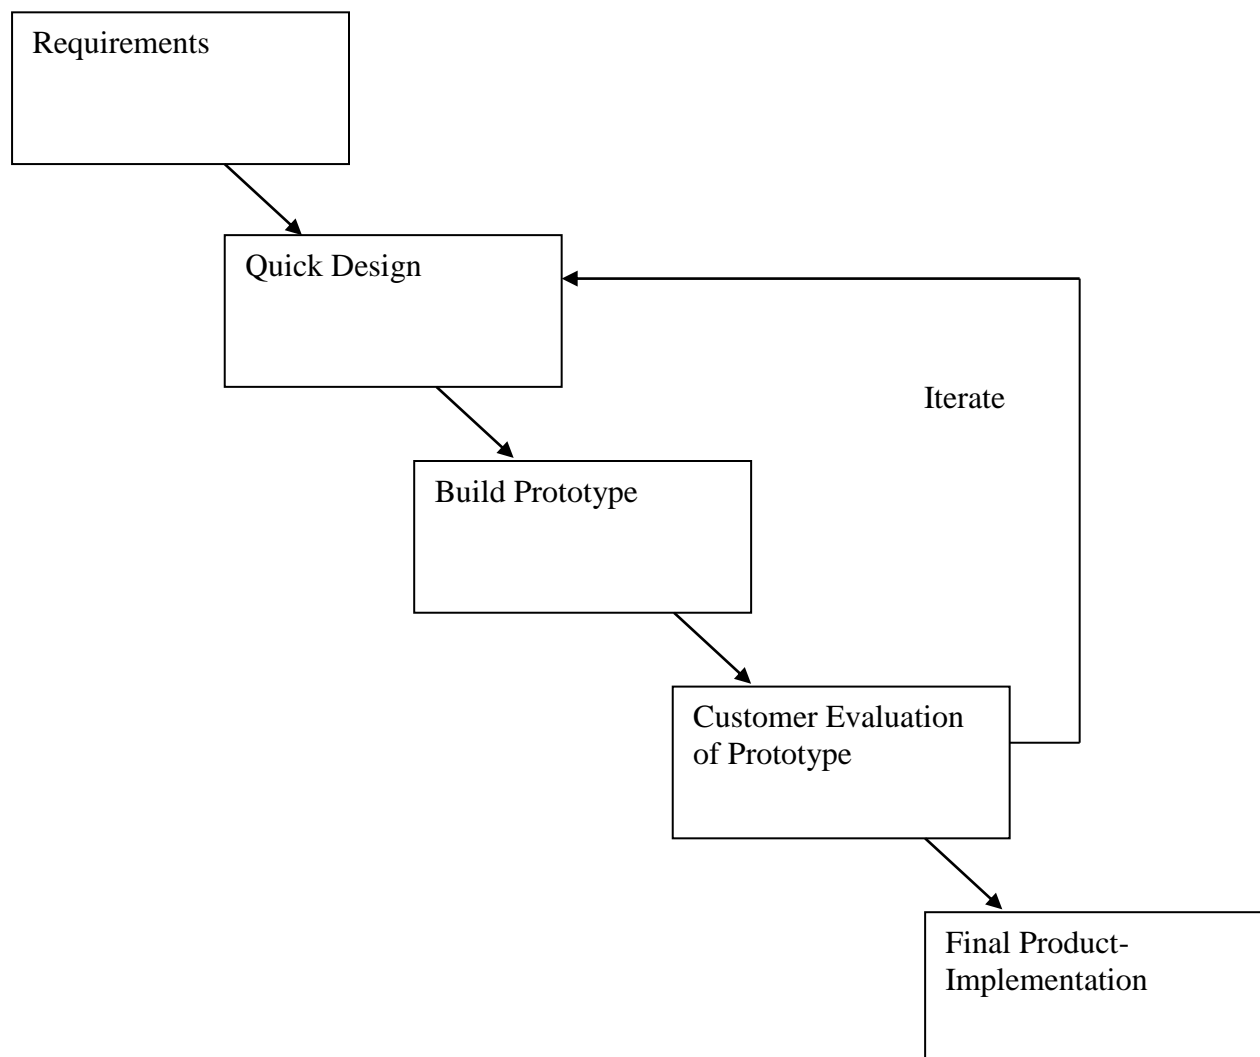 Requirements
Quick Design
Iterate
Build Prototype
Customer Evaluation
of Prototype
Final Product-
Implementation